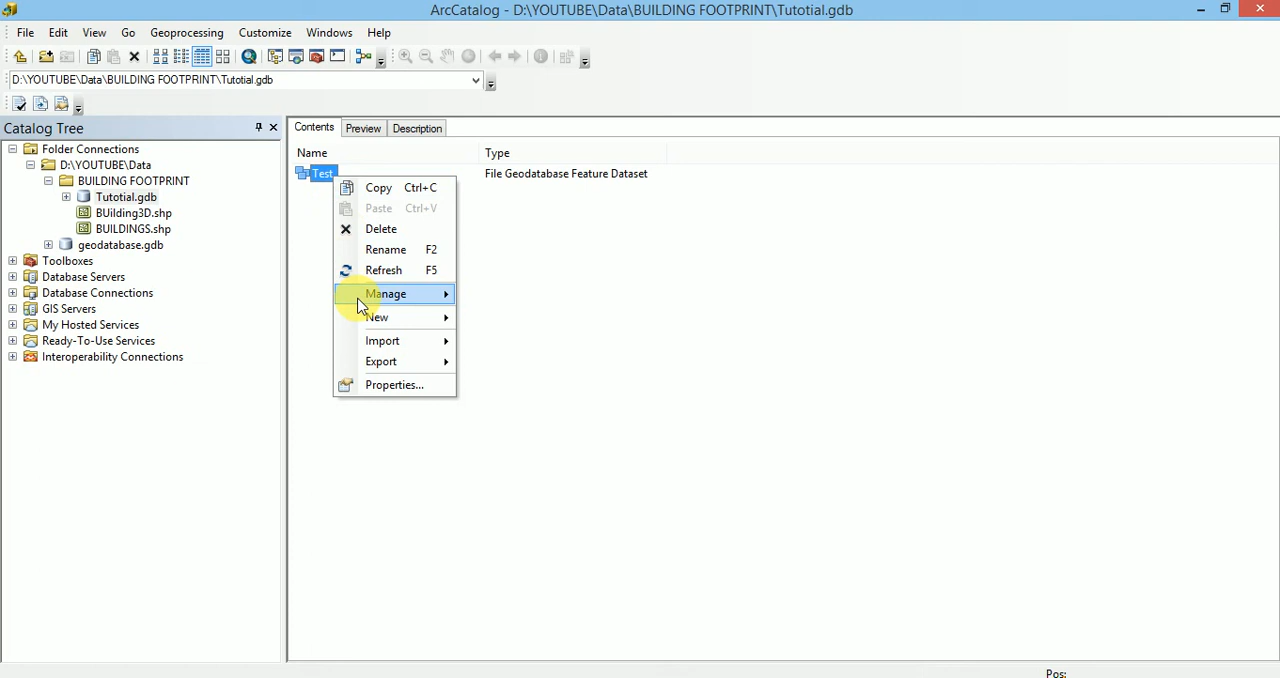 ArcCatalog - D:\YOUTUBE\Data\BUILDING FOOTPRINT\Tutotial.gdb
File Edit View Go Geoprocessing Customize Windows Help
D:\YOUTUBE\Data\BUILDING FOOTPRINT\Tutotial.gdb
Catalog Tree
Folder Connections
D:\YOUTUBE\Data
BUILDING FOOTPRINT
Tutotial.gdb
BUilding3D.shp
BUILDINGS.shp
geodatabase.gdb
Toolboxes
Database Servers
Database Connections
GIS Servers
My Hosted Services
Ready-To-Use Services
Interoperability Connections
Contents Preview Description
Name Type
Test File Geodatabase Feature Dataset
Copy Ctrl+C
Paste Ctrl+V
Delete
Rename F2
Refresh F5
Manage
New
Import
Export
Properties...
Pos: